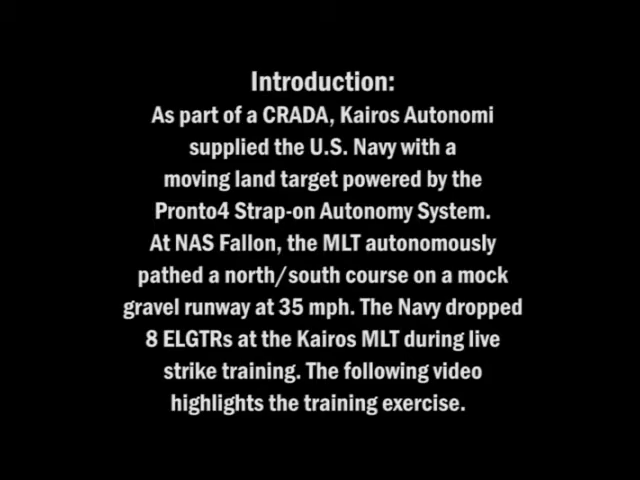 Introduction:
As part of a CRADA, Kairos Autonomi
supplied the U.S. Navy with a
moving land target powered by the
Pronto4 Strap-on Autonomy System.
At NAS Fallon, the MLT autonomously
pathed a north/south course on a mock
gravel runway at 35 mph. The Navy dropped
8 ELGTRs at the Kairos MLT during live
strike training. The following video
highlights the training exercise.